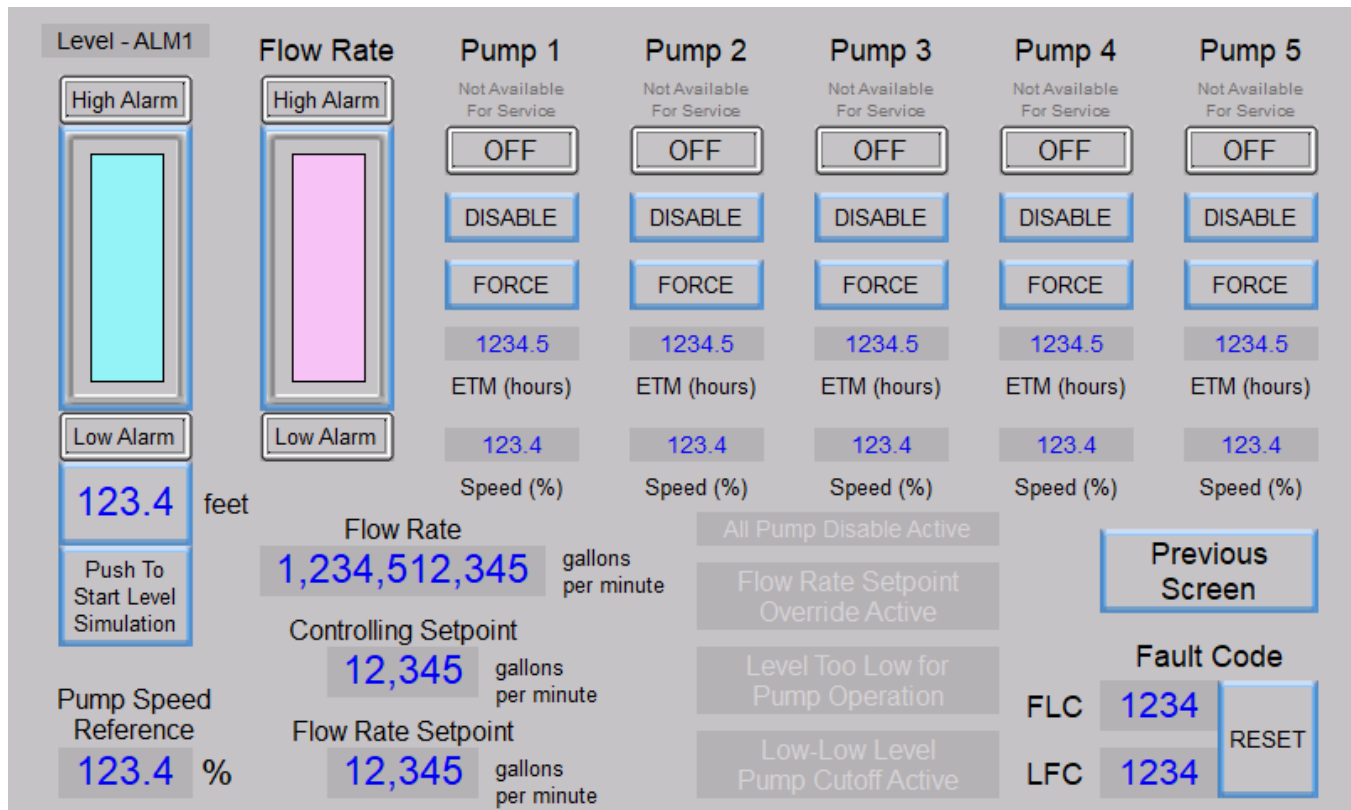 Level - ALM1
High Alarm
Low Alarm
123.4 feet
Push To
Start Level
Simulation
Pump Speed
Reference
123.4 %
Flow Rate
High Alarm
Low Alarm
Flow Rate
1,234,512,345 gallons
per minute
Controlling Setpoint
12,345 gallons
per minute
Flow Rate Setpoint
12,345 gallons
per minute
Pump 1
Not Available
For Service
OFF
DISABLE
FORCE
1234.5
ETM (hours)
123.4
Speed (%)
Pump 2
Not Available
For Service
OFF
DISABLE
FORCE
1234.5
ETM (hours)
123.4
Speed (%)
Pump 3
Not Available
For Service
OFF
DISABLE
FORCE
1234.5
ETM (hours)
123.4
Speed (%)
Pump 4
Not Available
For Service
OFF
DISABLE
FORCE
1234.5
ETM (hours)
123.4
Speed (%)
Pump 5
Not Available
For Service
OFF
DISABLE
FORCE
1234.5
ETM (hours)
123.4
Speed (%)
All Pump Disable Active
Flow Rate Setpoint
Override Active
Level Too Low for
Pump Operation
Low-Low Level
Pump Cutoff Active
Previous
Screen
Fault Code
FLC 1234
LFC 1234
RESET